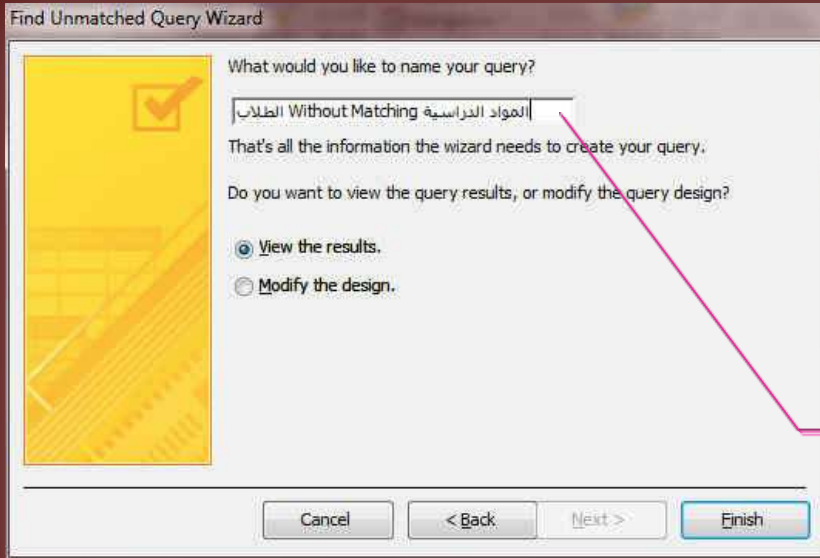 Find Unmatched Query Wizard
What would you like to name your query?
الطلاب Without Matching المواد الدراسية
That's all the information the wizard needs to create your query.
Do you want to view the query results, or modify the query design?
View the results.
Modify the design.
Cancel
< Back
Next >
Finish